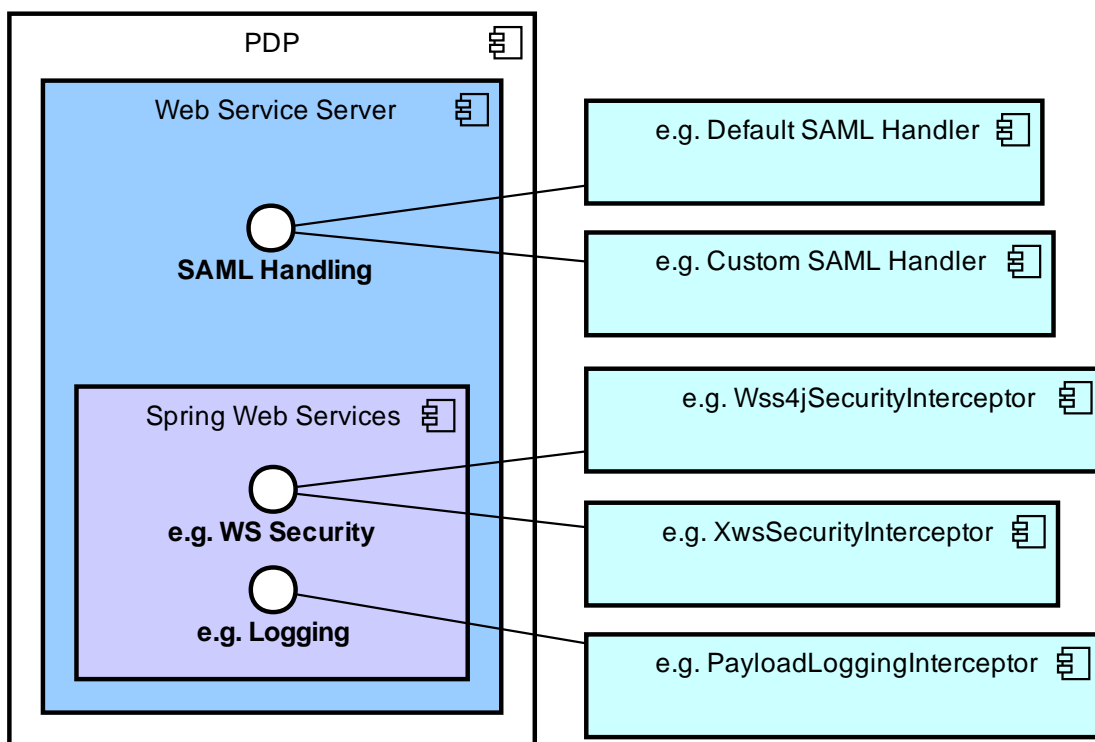 PDP
Web Service Server
SAML Handling
Spring Web Services
e.g. WS Security
e.g. Logging
e.g. Default SAML Handler
e.g. Custom SAML Handler
e.g. Wss4jSecurityInterceptor
e.g. XwsSecurityInterceptor
e.g. PayloadLoggingInterceptor